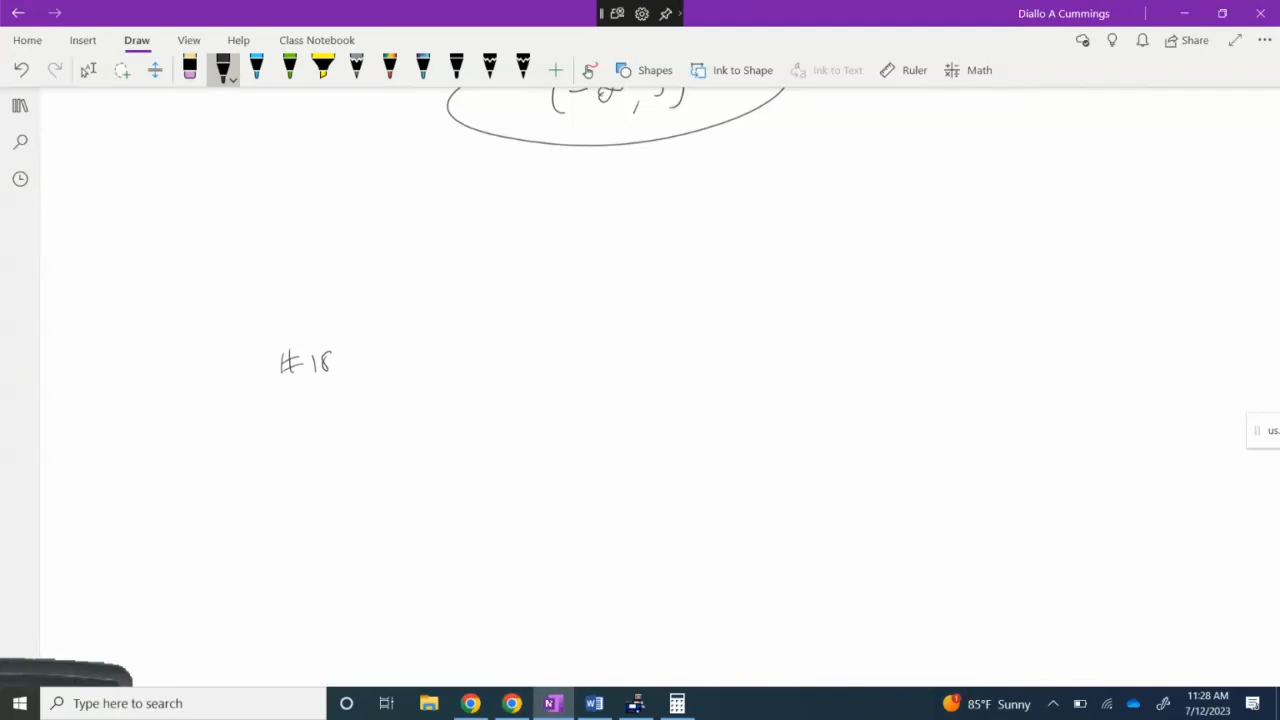 Diallo A Cummings
Home Insert Draw View Help Class Notebook Share
Shapes Ink to Shape Ink to Text Ruler Math
#18
us.
Type here to search 85°F Sunny 11:28 AM
7/12/2023